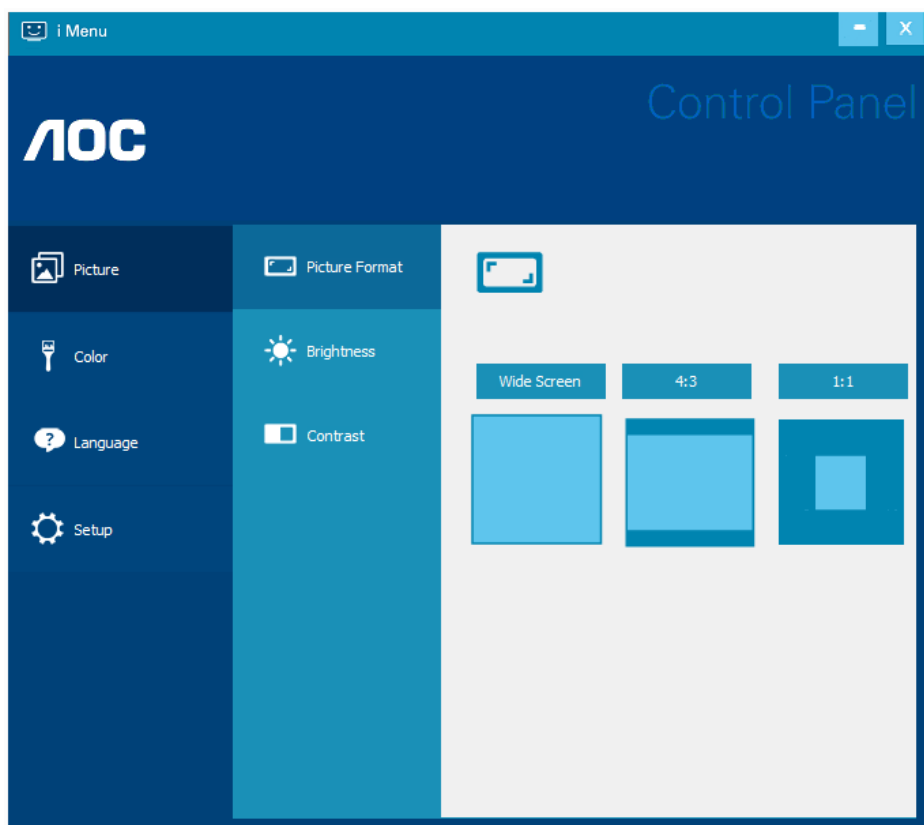 i Menu
X
Control Panel
AOC
Picture
Color
Language
Setup
Picture Format
Brightness
Contrast
Wide Screen
4:3
1:1